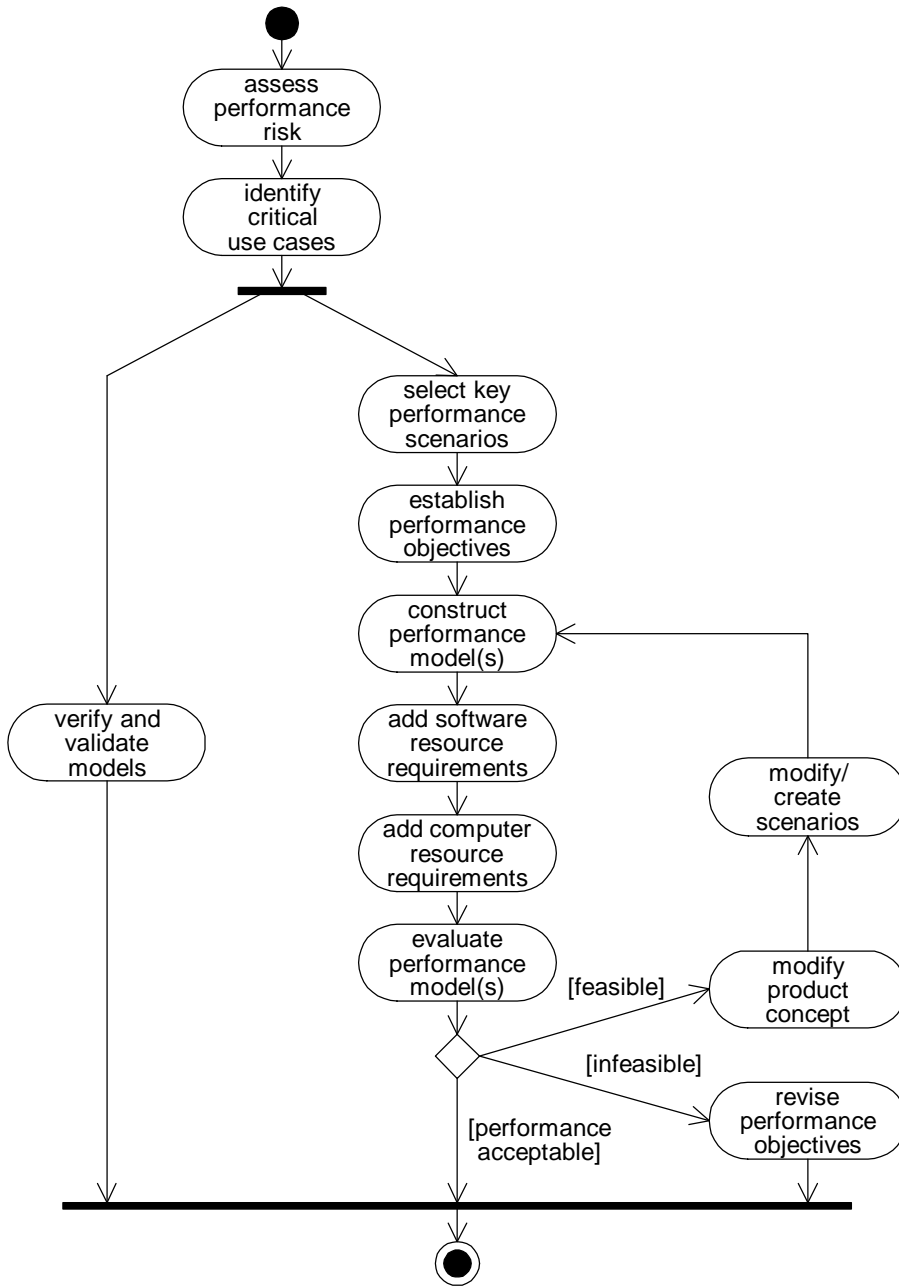 assess
performance
risk
identify
critical
use cases
select key
performance
scenarios
establish
performance
objectives
construct
performance
model(s)
verify and
validate
models
add software
resource
requirements
modify/
create
scenarios
add computer
resource
requirements
evaluate
performance
model(s)
[feasible]
modify
product
concept
[infeasible]
revise
performance
objectives
[performance
acceptable]